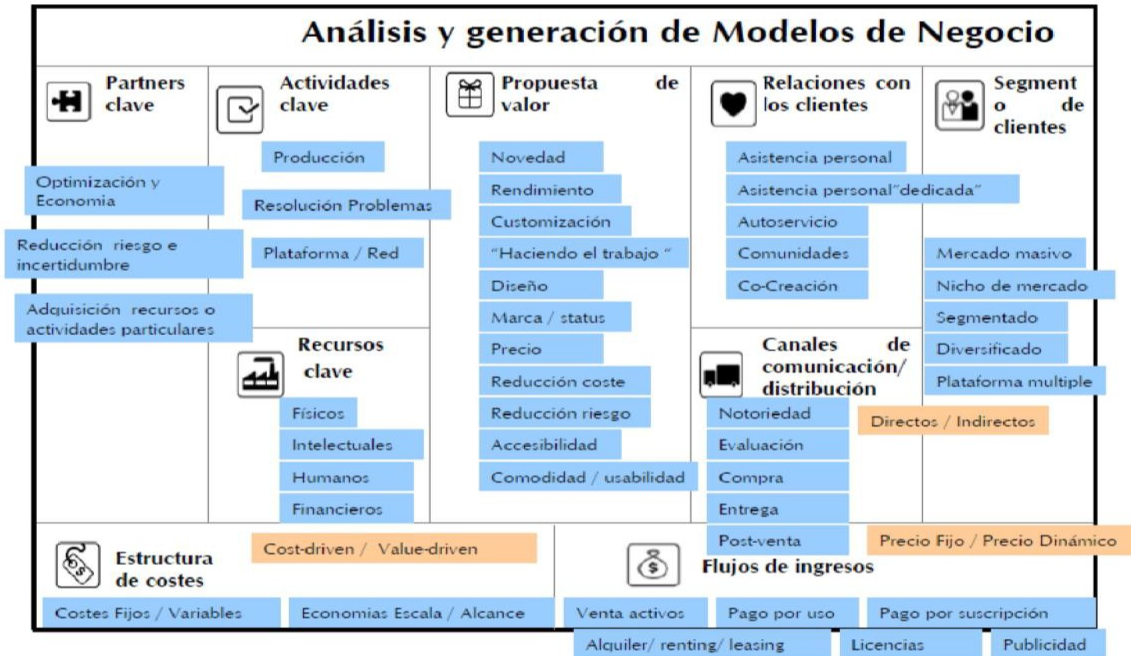 Análisis y generación de Modelos de Negocio
Partners
clave
Optimización y
Economia
Reducción riesgo e
incertidumbre
Adquisición recursos o
actividades particulares
Actividades
clave
Producción
Resolución Problemas
Plataforma / Red
Recursos
clave
Físicos
Intelectuales
Humanos
Financieros
Propuesta de
valor
Novedad
Rendimiento
Customización
"Haciendo el trabajo "
Diseño
Marca / status
Precio
Reducción coste
Reducción riesgo
Accesibilidad
Comodidad / usabilidad
Relaciones con
los clientes
Asistencia personal
Asistencia personal"dedicada"
Autoservicio
Comunidades
Co-Creación
Canales de
comunicación/
distribución
Notoriedad
Directos / Indirectos
Evaluación
Compra
Entrega
Post-venta
Segment
o de
clientes
Mercado masivo
Nicho de mercado
Segmentado
Diversificado
Plataforma multiple
Estructura
de costes
Cost-driven / Value-driven
Costes Fijos / Variables
Economias Escala / Alcance
Flujos de ingresos
Precio Fijo / Precio Dinámico
Venta activos
Pago por uso
Pago por suscripción
Alquiler/ renting/ leasing
Licencias
Publicidad